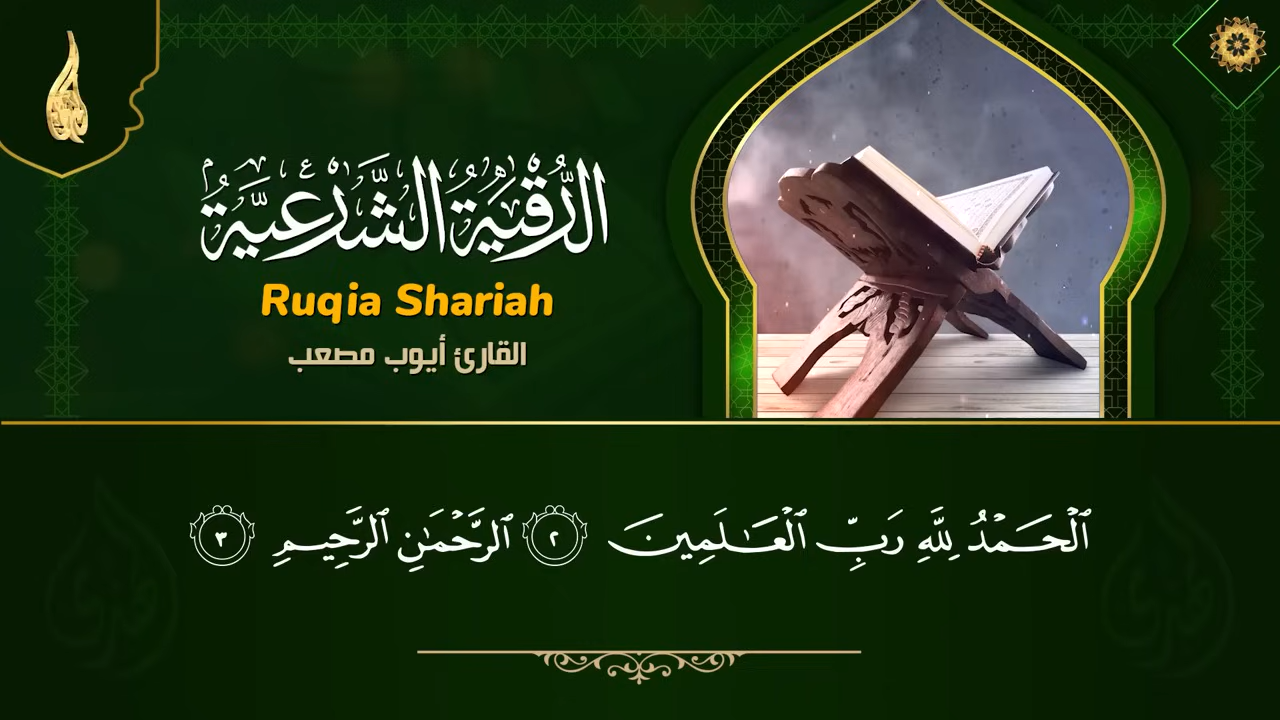 الرُّقْيَةُ الشَّرْعِيَّةُ
Ruqia Shariah
القارئ أيوب مصعب
ٱلْحَمْدُ لِلَّهِ رَبِّ ٱلْعَـٰلَمِينَ ٢ ٱلرَّحْمَـٰنِ ٱلرَّحِيمِ ٣